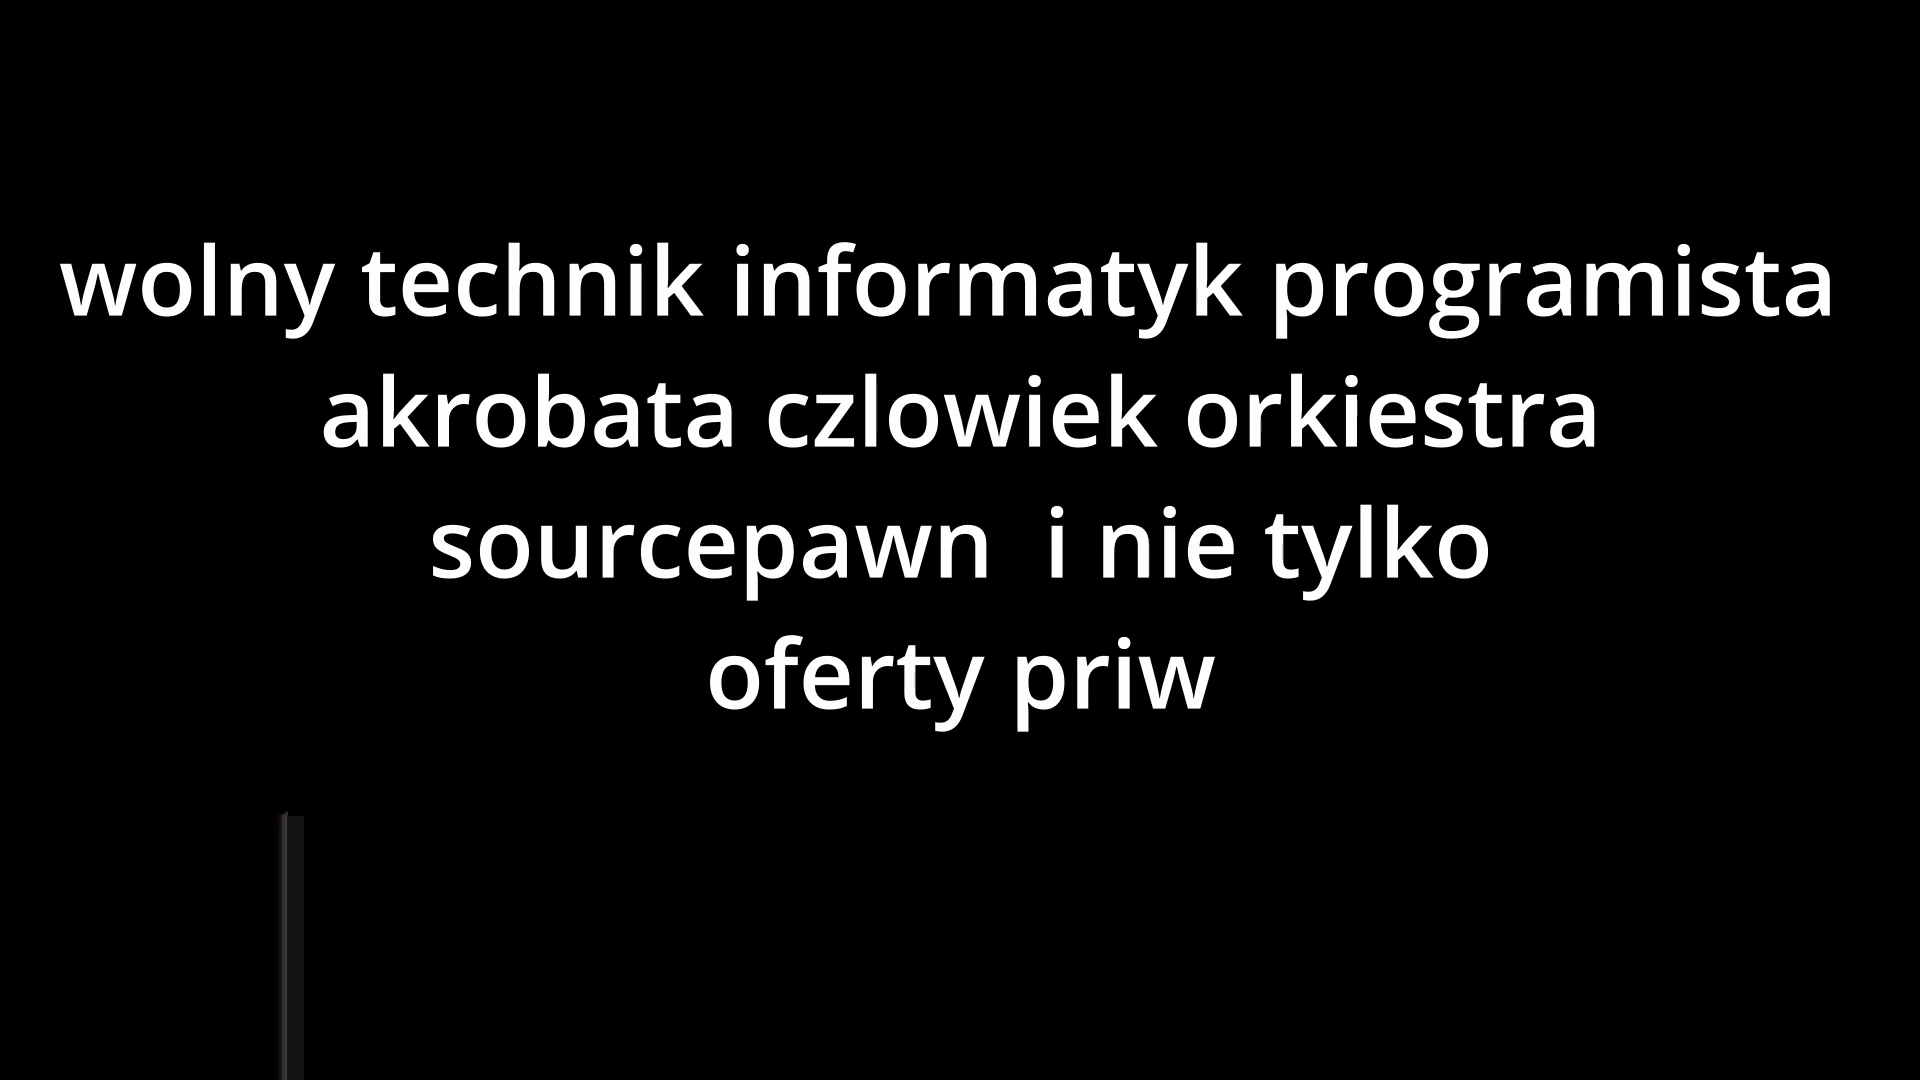 wolny technik informatyk programista
akrobata czlowiek orkiestra
sourcepawn  i nie tylko
oferty priw